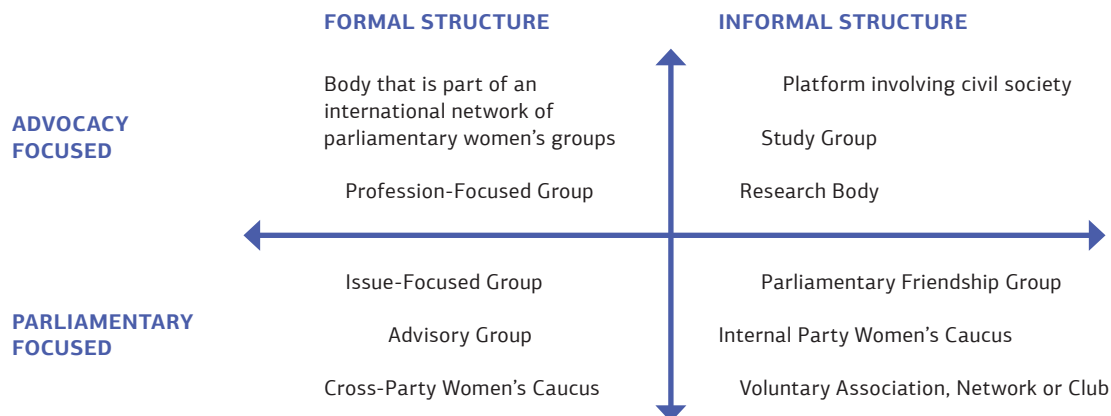 FORMAL STRUCTURE
INFORMAL STRUCTURE
ADVOCACY
FOCUSED
Body that is part of an
international network of
parliamentary women’s groups
Profession-Focused Group
Platform involving civil society
Study Group
Research Body
PARLIAMENTARY
FOCUSED
Issue-Focused Group
Advisory Group
Cross-Party Women’s Caucus
Parliamentary Friendship Group
Internal Party Women’s Caucus
Voluntary Association, Network or Club